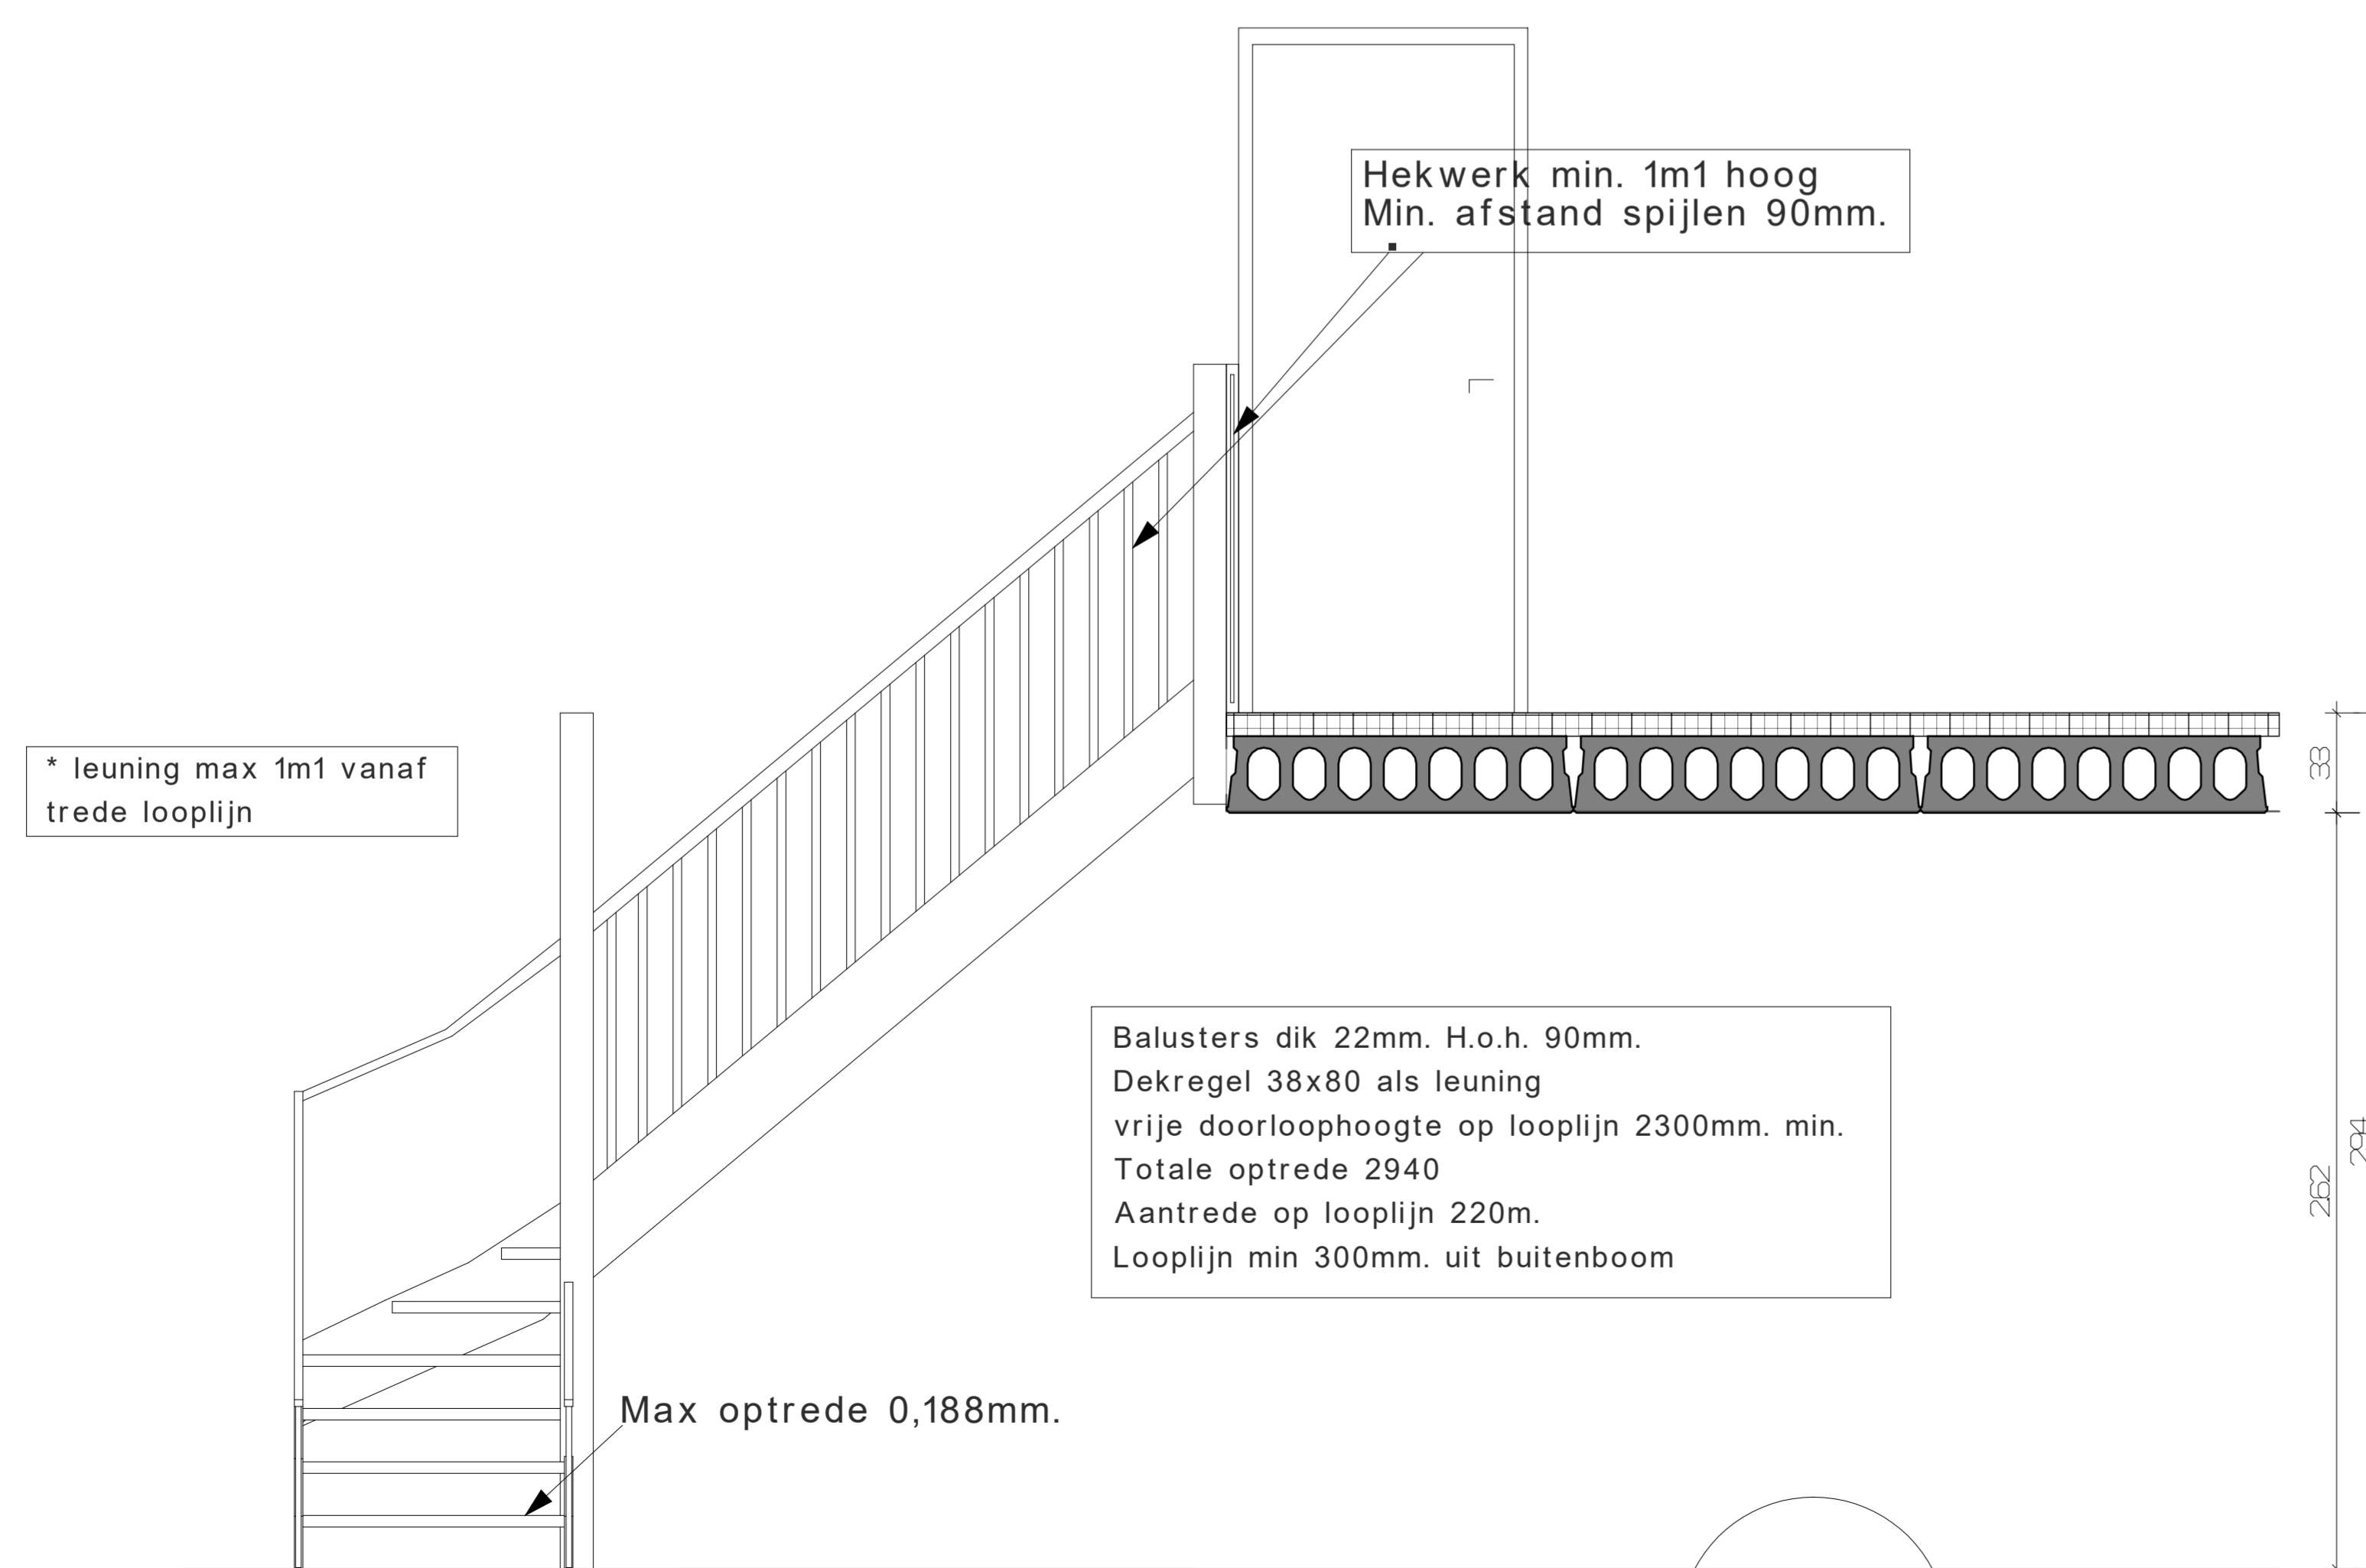 Hekwerk min. 1m1 hoog
Min. afstand spijlen 90mm.
* leuning max 1m1 vanaf
trede looplijn
33
Balusters dik 22mm. H.o.h. 90mm.
Dekregel 38x80 als leuning
vrije doorloophoogte op looplijn 2300mm. min.
Totale optrede 2940
Aantrede op looplijn 220m.
Looplijn min 300mm. uit buitenboom
262
294
Max optrede 0,188mm.